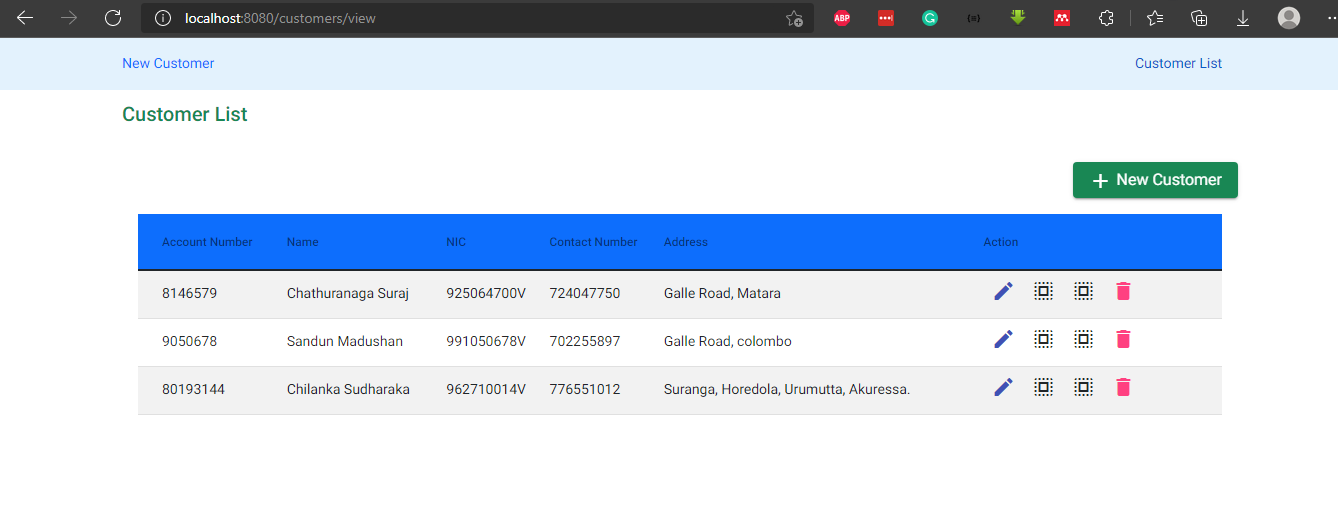 localhost:8080/customers/view
ABP
New Customer Customer List
Customer List
+ New Customer
Account Number Name NIC Contact Number Address Action
8146579 Chathuranaga Suraj 925064700V 724047750 Galle Road, Matara
9050678 Sandun Madushan 991050678V 702255897 Galle Road, colombo
80193144 Chilanka Sudharaka 962710014V 776551012 Suranga, Horedola, Urumutta, Akuressa.